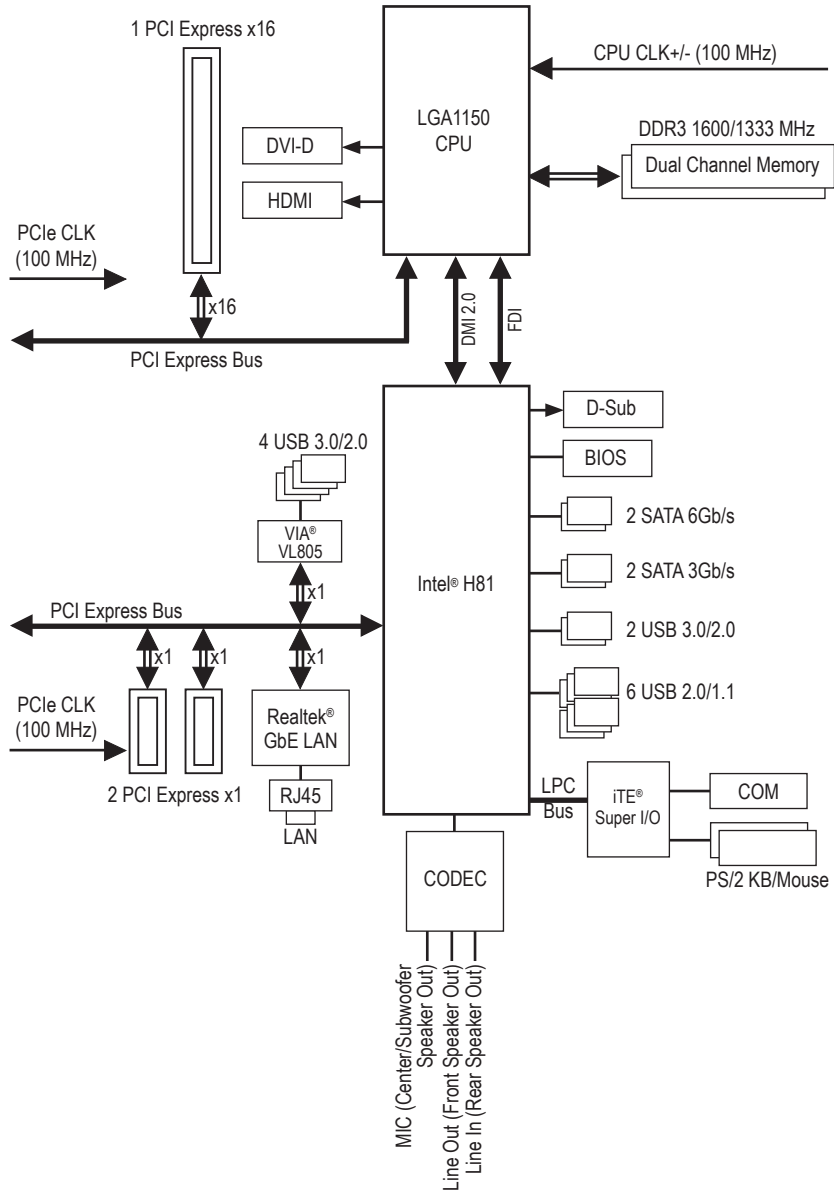 1 PCI Express x16
CPU CLK+/- (100 MHz)
LGA1150
CPU
DDR3 1600/1333 MHz
Dual Channel Memory
DVI-D
HDMI
PCIe CLK
(100 MHz)
x16
PCI Express Bus
DMI 2.0
FDI
D-Sub
BIOS
4 USB 3.0/2.0
VIA®
VL805
2 SATA 6Gb/s
2 SATA 3Gb/s
Intel® H81
x1
PCI Express Bus
2 USB 3.0/2.0
x1
x1
x1
6 USB 2.0/1.1
PCIe CLK
(100 MHz)
Realtek®
GbE LAN
2 PCI Express x1
RJ45
LAN
LPC
Bus
iTE®
Super I/O
COM
PS/2 KB/Mouse
CODEC
MIC (Center/Subwoofer
Speaker Out)
Line Out (Front Speaker Out)
Line In (Rear Speaker Out)